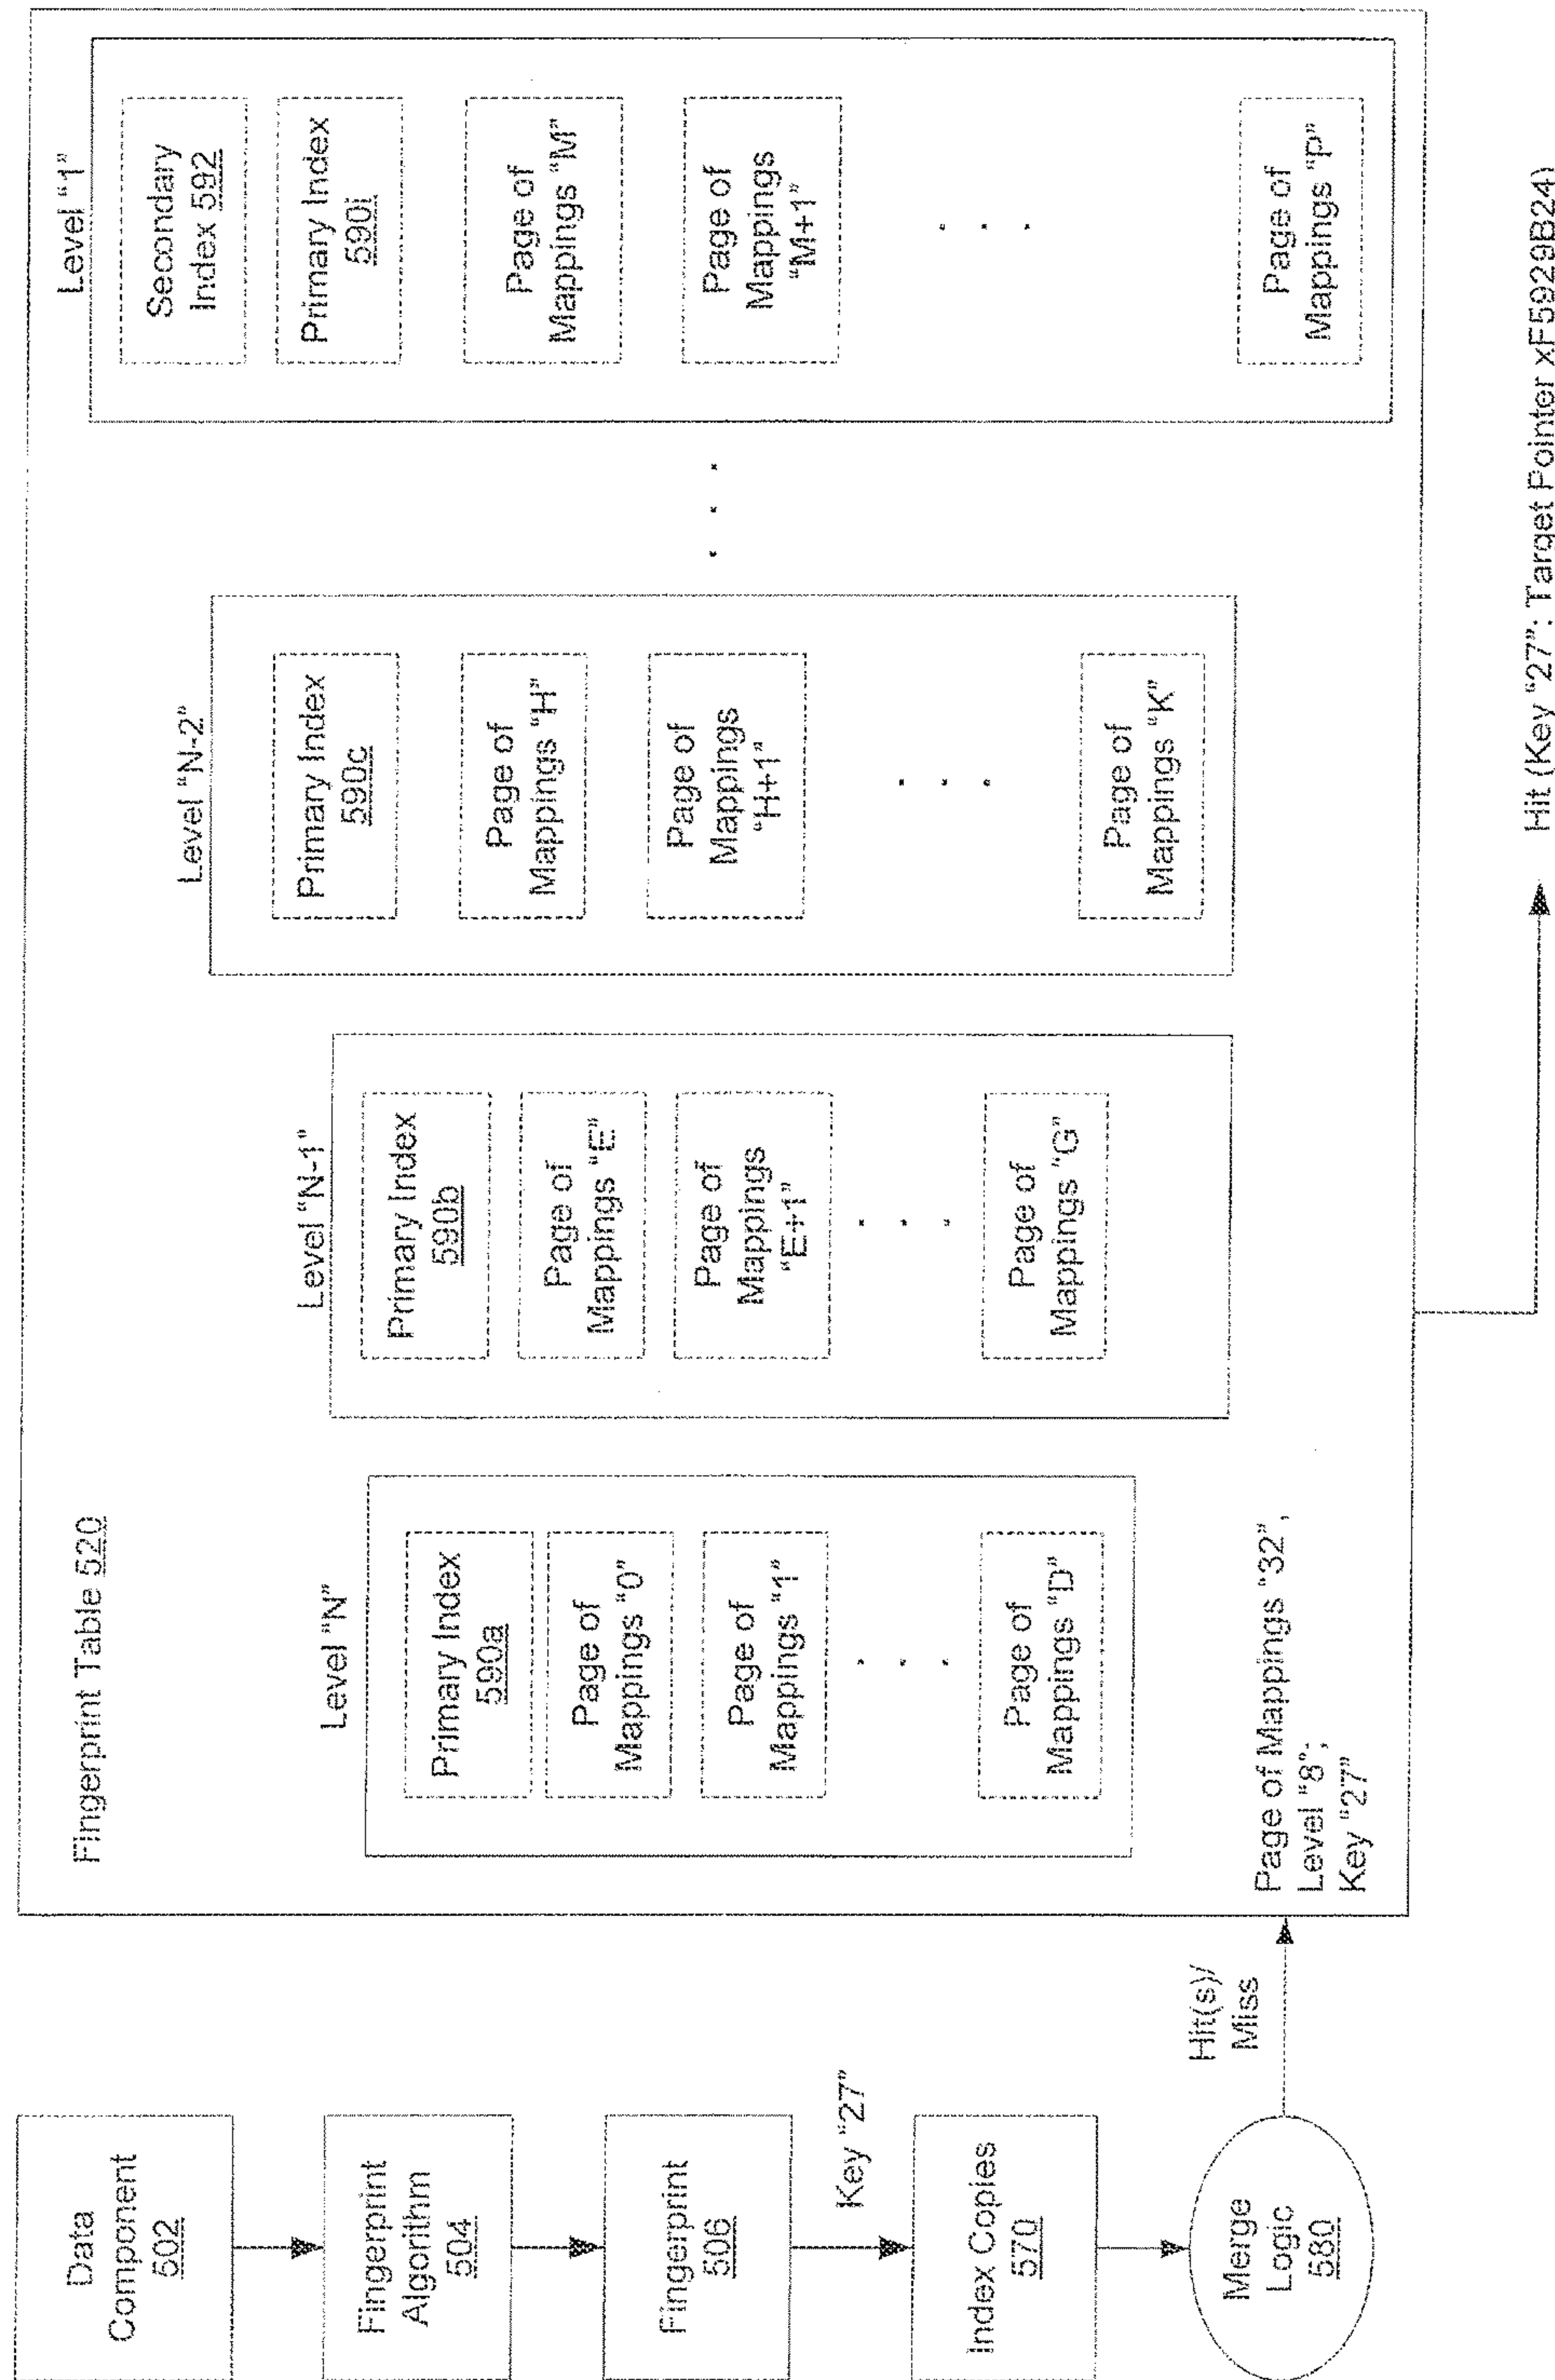 Data
Component
502
Fingerprint
Algorithm
504
Fingerprint
506
Key "27"
Index Copies
570
Merge
Logic
580
Hit(s)/
Miss
Fingerprint Table 520
Level "N"
Primary Index
590a
Page of
Mappings "0"
Page of
Mappings "1"
. . .
Page of
Mappings "D"
Level "N-1"
Primary Index
590b
Page of
Mappings "E"
Page of
Mappings
"E+1"
. . .
Page of
Mappings "G"
Level "N-2"
Primary Index
590c
Page of
Mappings "H"
Page of
Mappings
"H+1"
. . .
Page of
Mappings "K"
. . .
Level "1"
Secondary
Index 592
Primary Index
590i
Page of
Mappings "M"
Page of
Mappings
"M+1"
. . .
Page of
Mappings "P"
Page of Mappings "32",
Level "8";
Key "27"
Hit (Key "27": Target Pointer xF5929B24)